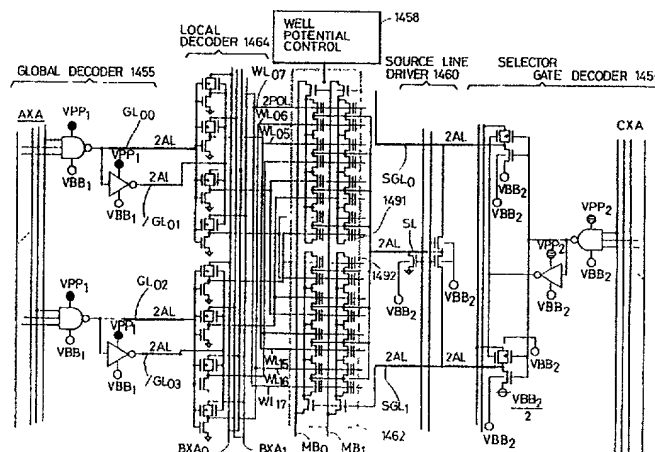 1458
WELL
POTENTIAL
CONTROL
LOCAL
DECODER 1464
SOURCE LINE
DRIVER 1460
SELECTOR
GATE DECODER
GLOBAL DECODER 1455
WL07
AXA
VPP1
GL00
2POL
WL06
WL05
2AL
2AL
CXA
2AL
VPP1
VBB1
2AL
VBB2
SGL0
VBB1
/GL01
1491
SL
2AL
VPP2
VPP2
1492
VBB2
VPP1
GL02
VBB2
VBB2
2AL
VPP1
VBB2
2AL
2AL
2AL
VBB1
WL15
VBB2
VBB1
/GL03
WL16
WL17
SGL1
VBB2
2
VBB2
1462
BXA0
BXA1
MB0
MB1